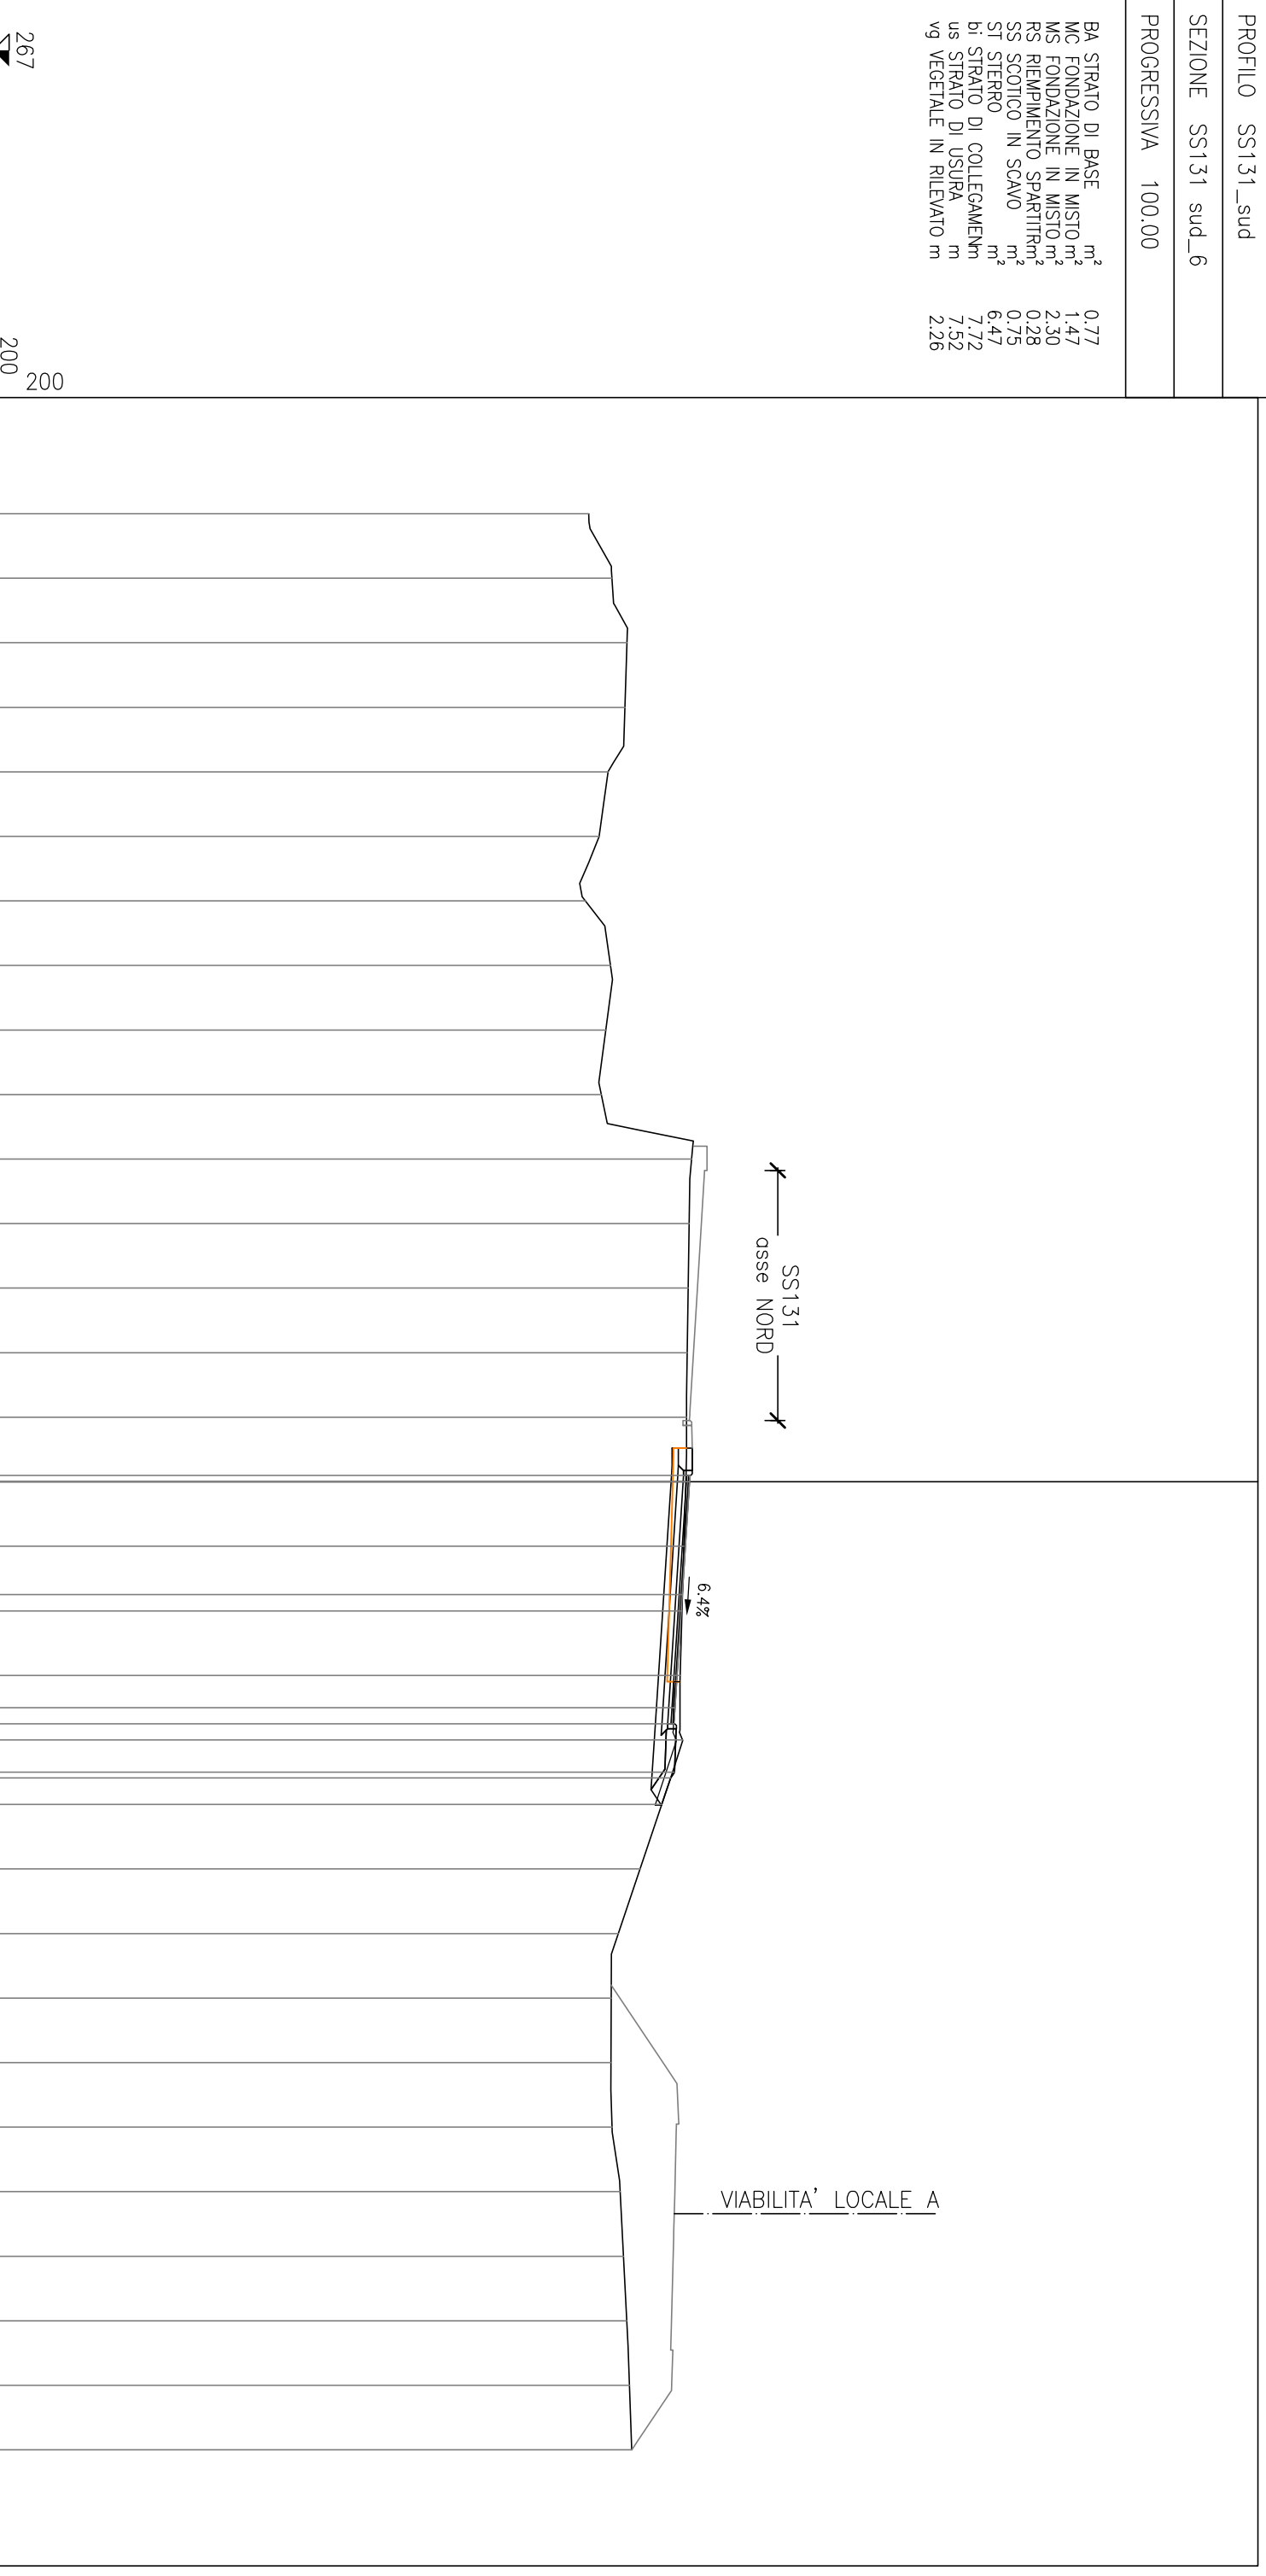 PROFILO SS131_sud
SEZIONE SS131 sud_6
PROGRESSIVA 100.00
BA STRATO DI BASE m² 0.77
MC FONDAZIONE IN MISTO m² 1.47
MS FONDAZIONE IN MISTO m² 2.30
RS RIEMPIMENTO SPARTITR m² 0.28
SS SCOTICO IN SCAVO m² 0.75
ST STERRO m² 6.47
bi STRATO DI COLLEGAMEN m 7.72
us STRATO DI USURA m 7.52
vg VEGETALE IN RILEVATO m 2.26
267
200
200
SS131
asse NORD
6.4%
VIABILITA' LOCALE A